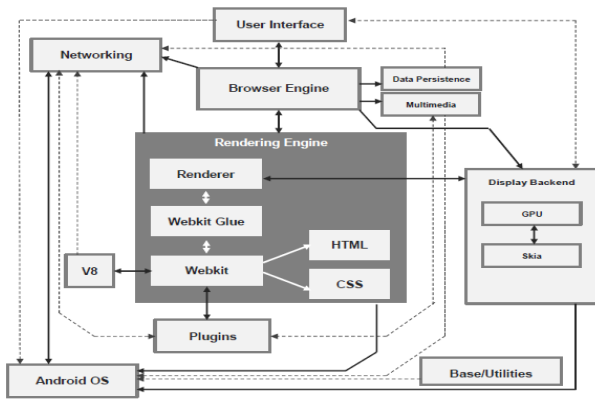 User Interface
Networking
Browser Engine
Data Persistence
Multimedia
Rendering Engine
Renderer
Display Backend
GPU
Webkit Glue
HTML
Skia
V8
Webkit
CSS
Plugins
Android OS
Base/Utilities